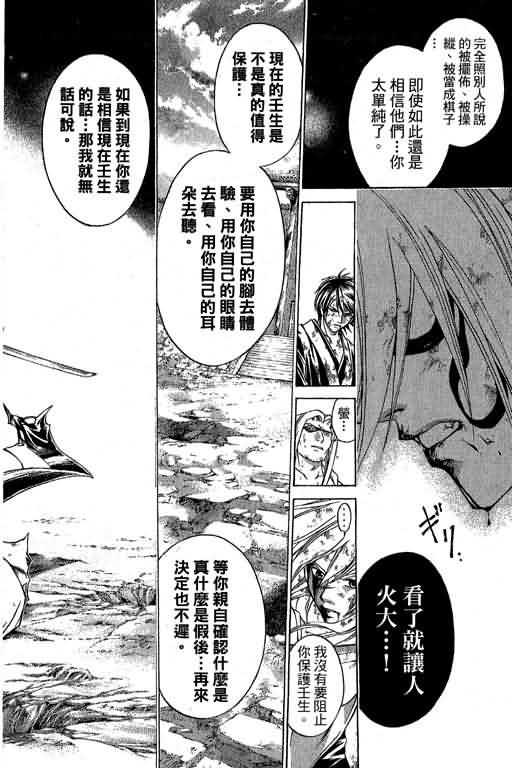 完全照別人所說
的被擺佈、被操
縱、被當成棋子
…
即使如此還是
相信他們…你
太單純了。
ギリ
看了就讓人
火大…！
螢…
……
我沒有要阻止
你保護壬生。
現在的壬生是
不是真的值得
保護…
要用你自己的腳去體
驗、用你自己的眼睛
去看、用你自己的耳
朵去聽。
等你親自確認什麼是
真什麼是假後…再來
決定也不遲。
如果到現在你還
是相信現在壬生
的話…那我就無
話可說。